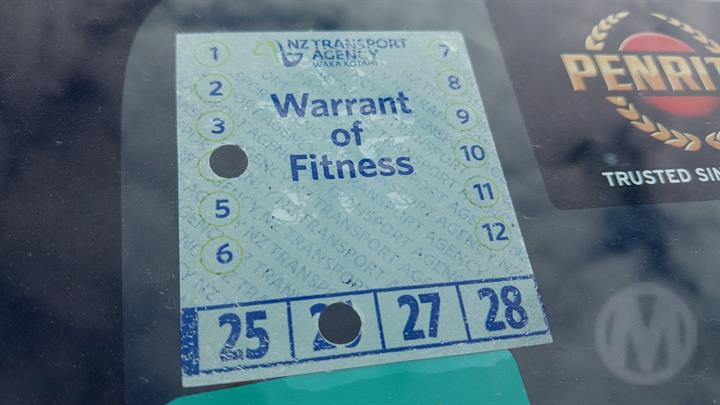 1
2
3
5
6
NZ TRANSPORT
AGENCY
WAKA KOTAHI
Warrant
of
Fitness
7
8
9
10
11
12
25 27 28
PENRIT
TRUSTED SIN
M